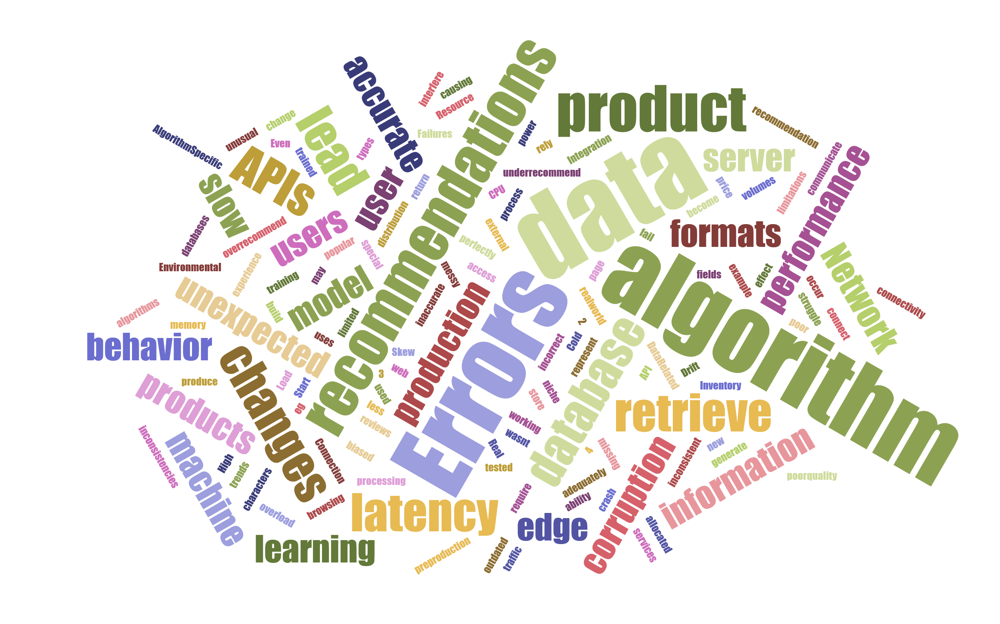 recommendations
accurate
interfere
causing
Resource
Failures
product
recommendation
lead
change
unusual
Even
trained
types
AlgorithmSpecific
APIs
slow
user
return
power
rely
Integration
underrecommend
data
server
communicate
performance
limitations
price
volumes
become
CPU
process
distribution
databases
overrecommend
users
popular
special
external
perfectly
fail
formats
Network
Environmental
experience
training
may
model
messy
access
page
algorithm
fields
example
effect
occur
connectivity
unexpected
build
limited
inaccurate
production
Errors
realworld
struggle
connect
poor
algorithms
memory
behavior
uses
Skew
web
3
2
Cold
incorrect
represent
database
DataRelated
API
Drift
Inventory
changes
produce
products
Load
Start
eg
used
less
reviews
store
niche
retrieve
inconsistencies
machine
High
trends
characters
Connection
biased
working
wasnt
Real
tested
4
missing
inconsistent
new
generate
information
poorquality
processing
browsing
overload
latency
require
adequately
ability
crash
corruption
edge
allocated
services
learning
preproduction
outdated
traffic